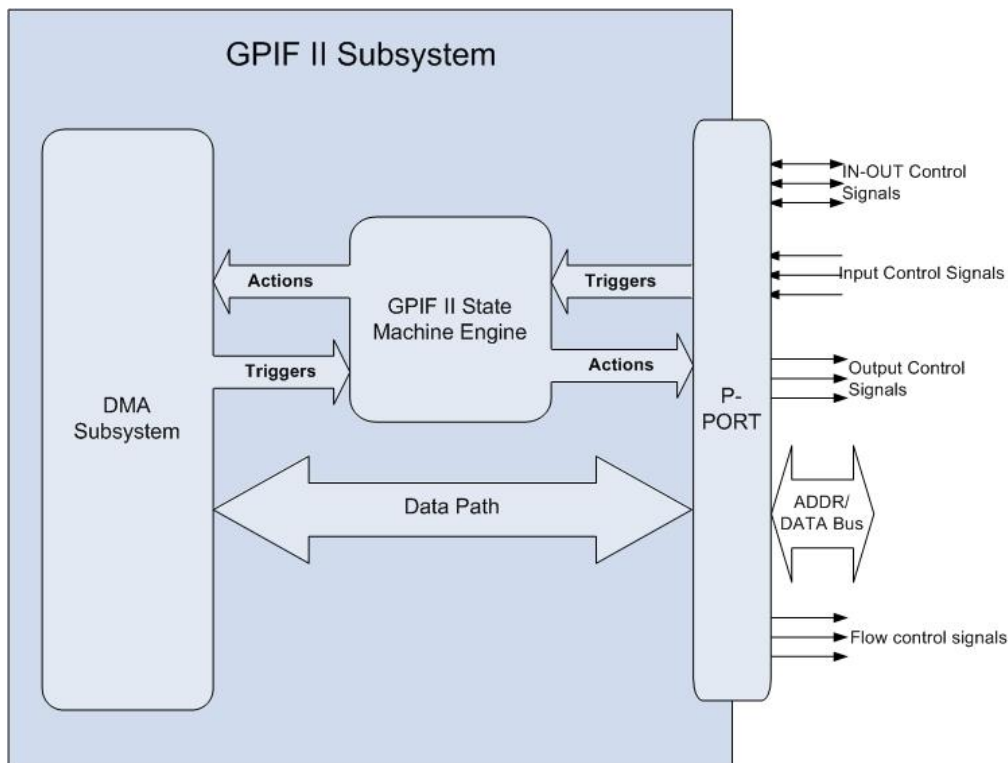 GPIF II Subsystem
IN-OUT Control
Signals
Actions
Triggers
Input Control Signals
GPIF II State
Machine Engine
Triggers
Actions
Output Control
Signals
DMA
Subsystem
P-
PORT
Data Path
ADDR/
DATA Bus
Flow control signals